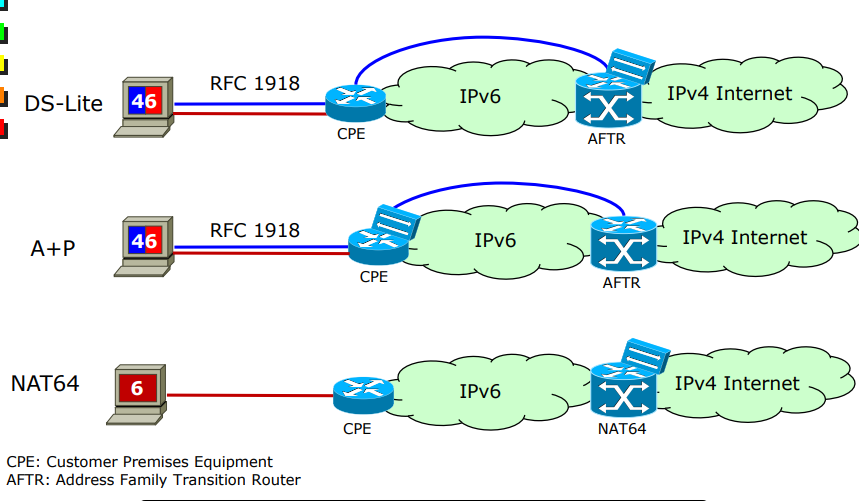 DS-Lite
46
RFC 1918
CPE
IPv6
AFTR
IPv4 Internet
A+P
46
RFC 1918
CPE
IPv6
AFTR
IPv4 Internet
NAT64
6
CPE
IPv6
NAT64
IPv4 Internet
CPE: Customer Premises Equipment
AFTR: Address Family Transition Router